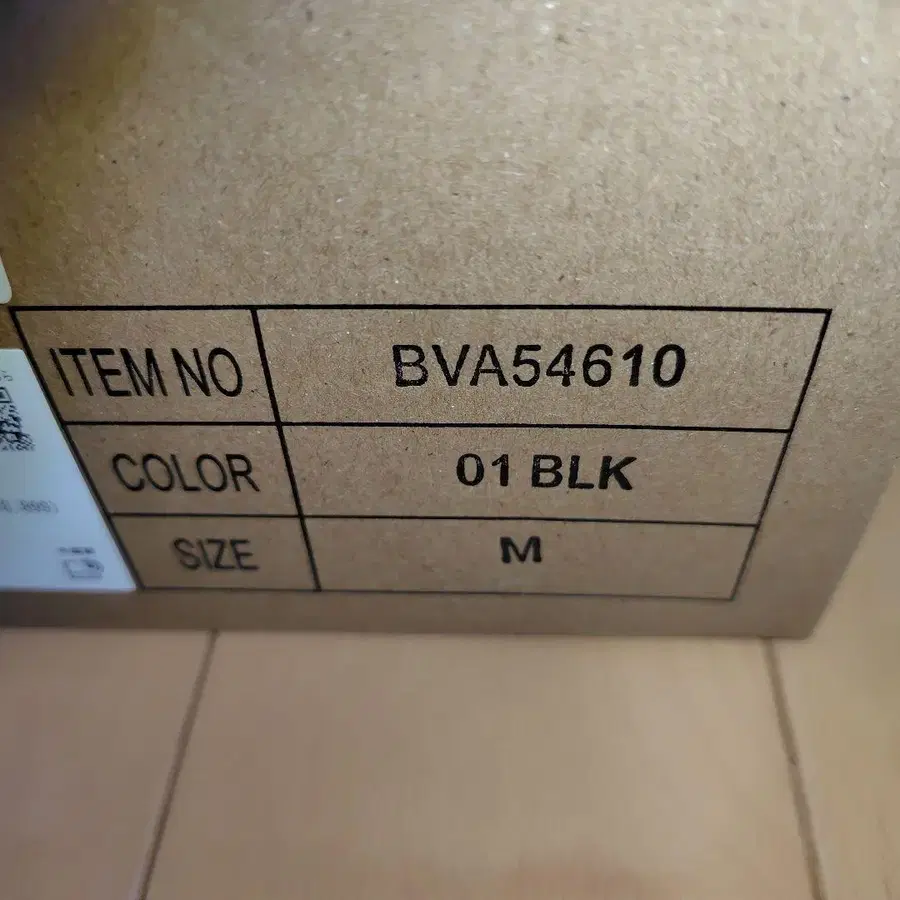 ITEM NO BVA54610
COLOR 01 BLK
SIZE M